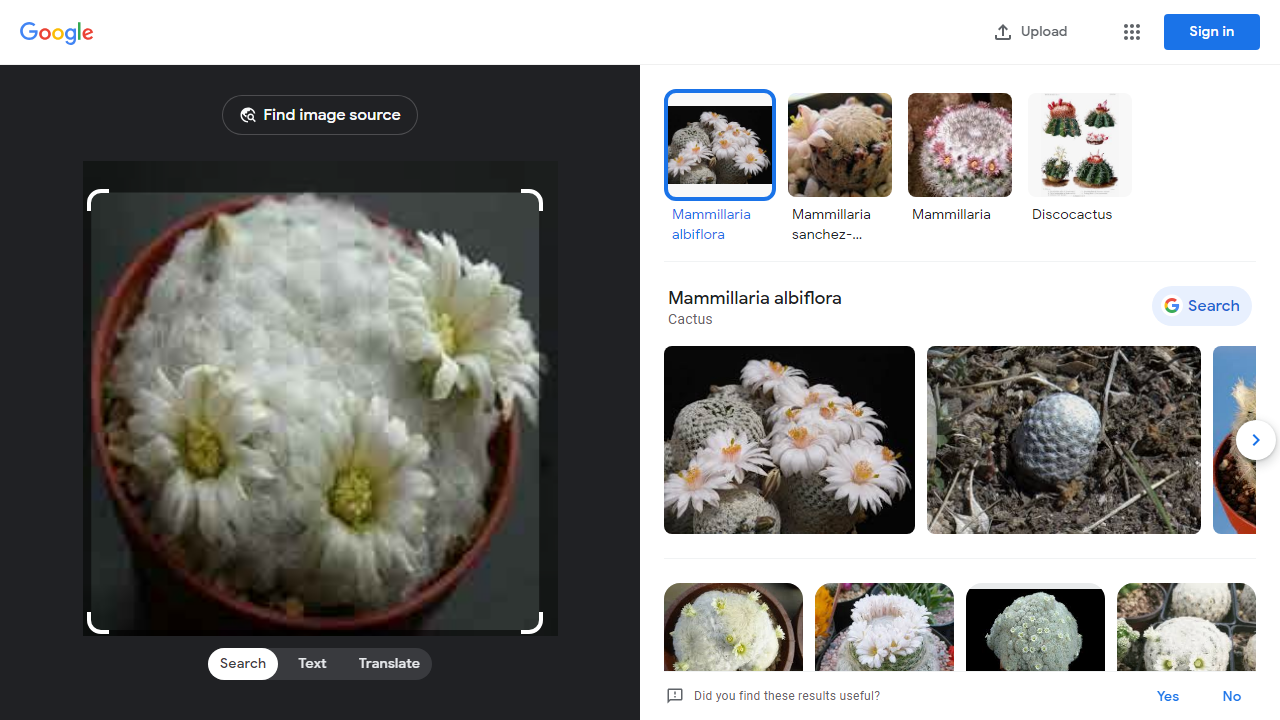 Google
Upload
Sign in
Find image source
Mammillaria albiflora
Mammillaria sanchez-...
Mammillaria
Discocactus
Mammillaria albiflora
Cactus
Search
Search
Text
Translate
Did you find these results useful?
Yes
No